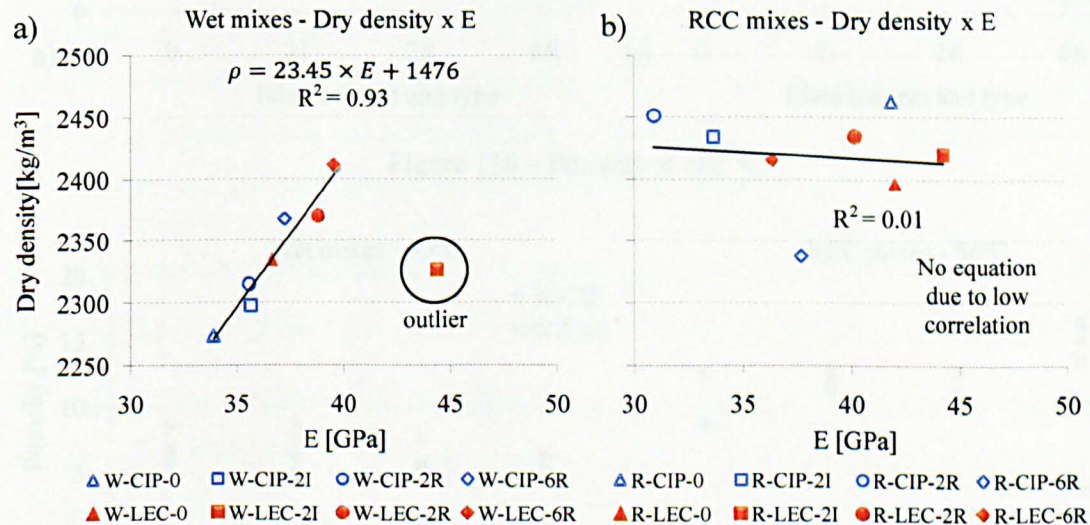 a)
Wet mixes - Dry density x E
ρ = 23.45 × E + 1476
R² = 0.93
outlier
Dry density[kg/m³]
2500
2450
2400
2350
2300
2250
30 35 40 45 50
E [GPa]
W-CIP-0 W-CIP-2I W-CIP-2R W-CIP-6R
W-LEC-0 W-LEC-2I W-LEC-2R W-LEC-6R
b)
RCC mixes - Dry density x E
R² = 0.01
No equation
due to low
correlation
30 35 40 45 50
E [GPa]
R-CIP-0 R-CIP-2I R-CIP-2R R-CIP-6R
R-LEC-0 R-LEC-2I R-LEC-2R R-LEC-6R